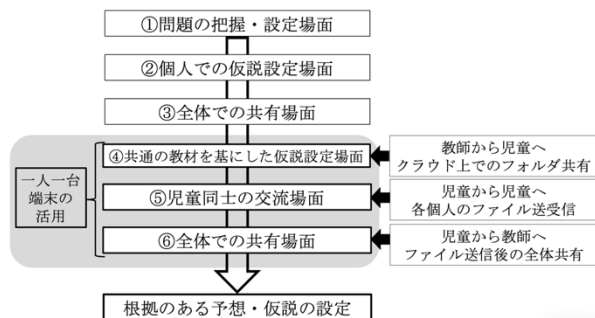 ①問題の把握・設定場面
②個人での仮説設定場面
③全体での共有場面
④共通の教材を基にした仮説設定場面
教師から児童へ
クラウド上でのフォルダ共有
一人一台
端末の
活用
⑤児童同士の交流場面
児童から児童へ
各個人のファイル送受信
⑥全体での共有場面
児童から教師へ
ファイル送信後の全体共有
根拠のある予想・仮説の設定